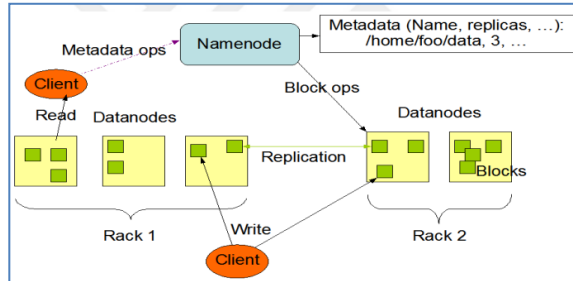 Metadata (Name, replicas, …):
/home/foo/data, 3, …
Namenode
Metadata ops
Client
Block ops
Read
Datanodes
Datanodes
Replication
Blocks
Rack 1
Write
Rack 2
Client